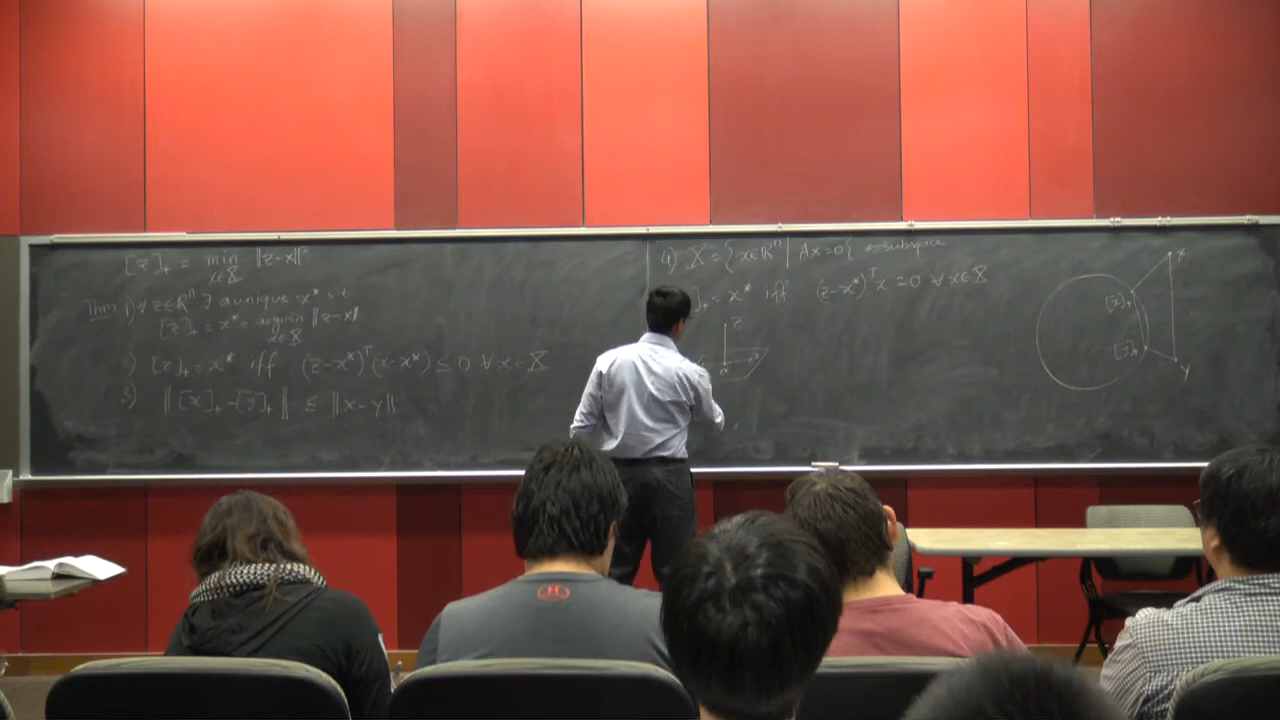 [z]₊ = min ‖z-x‖²
x∈X
Thm 1) ∀ z∈ℝⁿ ∃ a unique x* s.t
[z]₊ = x* = argmin ‖z-x‖
x∈X
2) [z]₊ = x* iff (z-x*)ᵀ(x-x*) ≤ 0 ∀ x∈X
3) ‖[x]₊-[y]₊‖ ≤ ‖x-y‖
4) X = { x∈ℝⁿ | Ax=0 } a subspace
]₊ = x* iff (z-x*)ᵀx = 0 ∀ x∈X
z
x
[x]₊
[y]₊
y